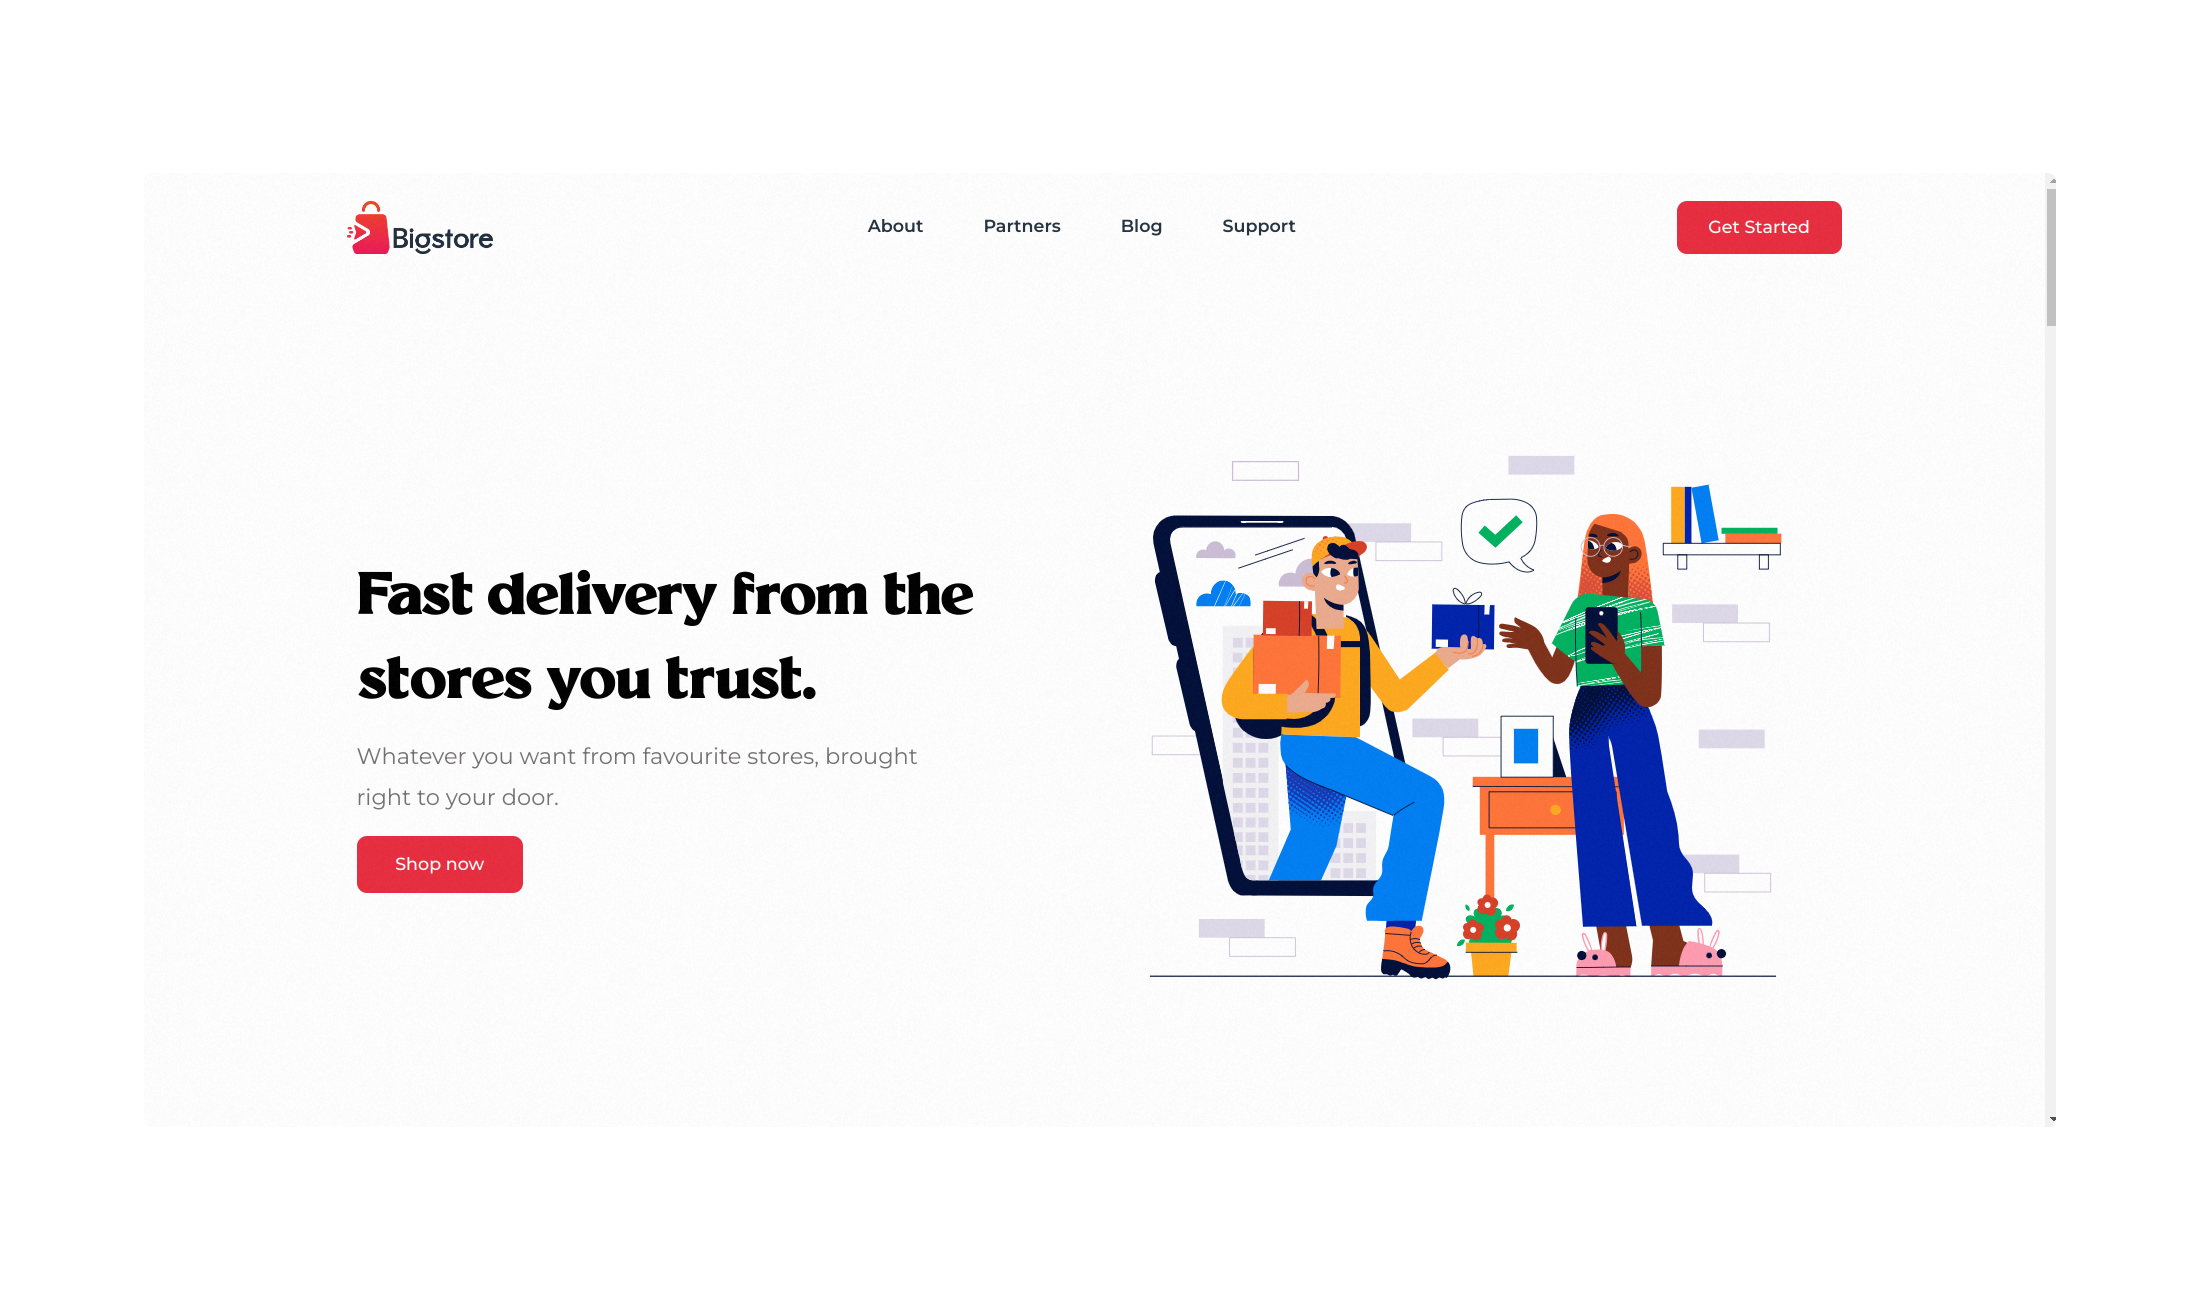 Bigstore
About
Partners
Blog
Support
Get Started
Fast delivery from the
stores you trust.
Whatever you want from favourite stores, brought
right to your door.
Shop now